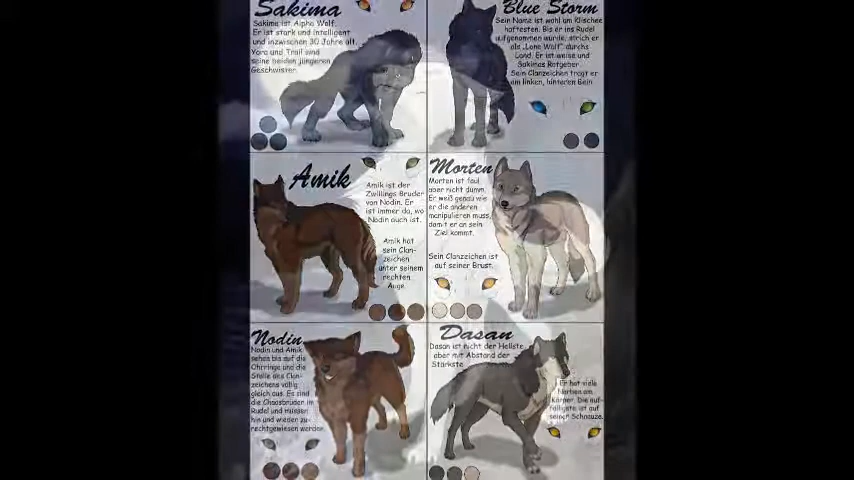 Sakima
Sakima ist Alpha Wolf.
Er ist stark und intelligent
und inzwischen 30 Jahre alt.
Yara und Trail sind
seine beiden jüngeren
Geschwister.
Blue Storm
Sein Name ist wohl am Klischee
haftesten. Bis er ins Rudel
aufgenommen wurde, strich er
als „Lone Wolf" durchs
Land. Er ist weise und
Sakimas Ratgeber.
Sein Clanzeichen trägt er
am linken, hinteren Bein.
Amik
Amik ist der
Zwillings Bruder
von Nodin. Er
ist immer da, wo
Nodin auch ist.
Amik hat
sein Clan-
zeichen
unter seinem
rechten
Auge.
Morten
Morten ist faul
aber nicht dumm.
Er weiß genau wie
er die anderen
manipulieren muss,
damit er an sein
Ziel kommt.
Sein Clanzeichen ist
auf seiner Brust.
Nodin
Nodin und Amik
sehen bis auf die
Ohrringe und die
Stelle des Clan-
zeichens völlig
gleich aus. Es sind
die Chaosbrüder im
Rudel und müssen
hin und wieder zu-
rechtgewiesen werden.
Dasan
Dasan ist nicht der Hellste,
aber mit Abstand der
Stärkste.
Er hat viele
Narben am
Körper. Die auf-
fälligste ist auf
seiner Schnauze.